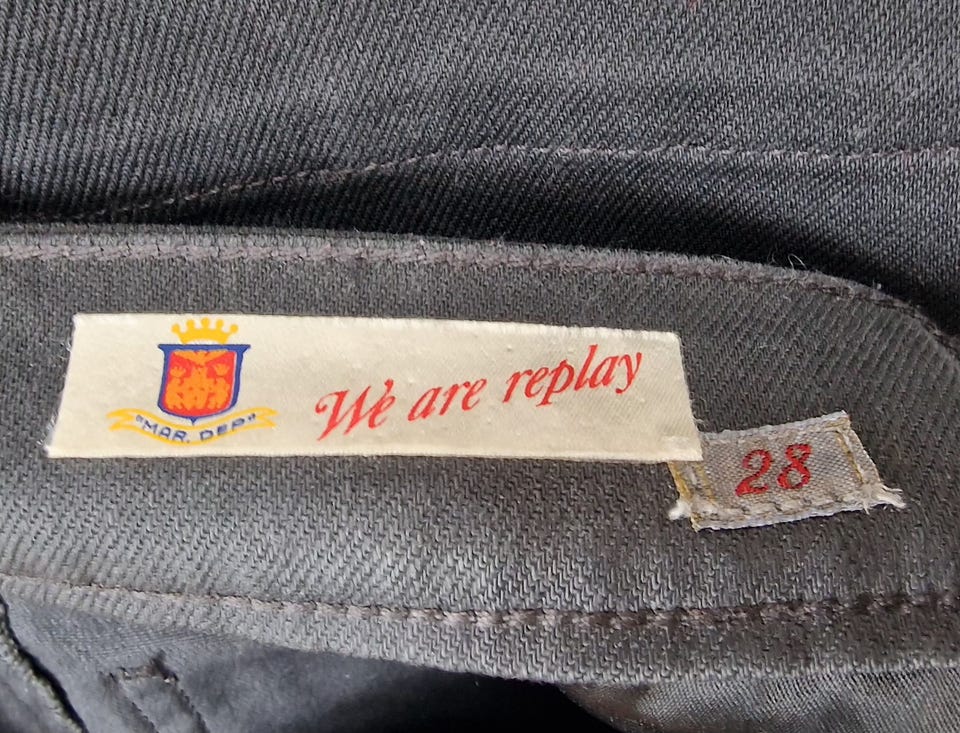 "MAR. DEP"
We are replay
28